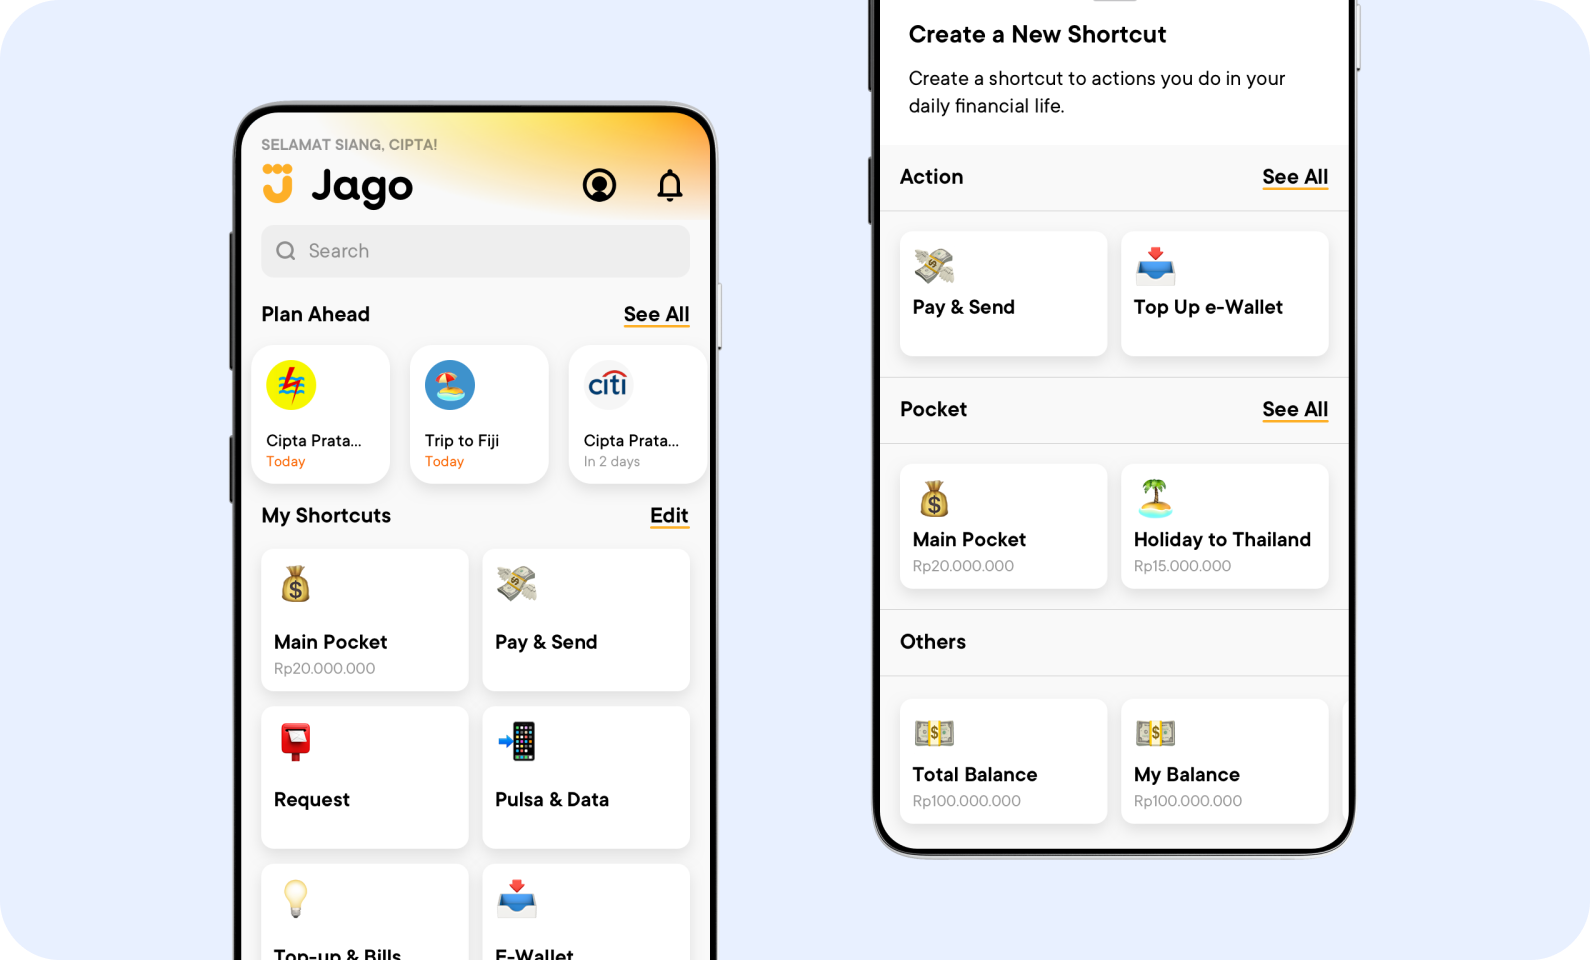 SELAMAT SIANG, CIPTA!
Jago
Search
Plan Ahead
See All
citi
Cipta Prata...
Today
Trip to Fiji
Today
Cipta Prata...
In 2 days
My Shortcuts
Edit
Main Pocket
Rp20.000.000
Pay & Send
Request
Pulsa & Data
Top-up & Bills
E-Wallet
Create a New Shortcut
Create a shortcut to actions you do in your
daily financial life.
Action
See All
Pay & Send
Top Up e-Wallet
Pocket
See All
Main Pocket
Rp20.000.000
Holiday to Thailand
Rp15.000.000
Others
Total Balance
Rp100.000.000
My Balance
Rp100.000.000